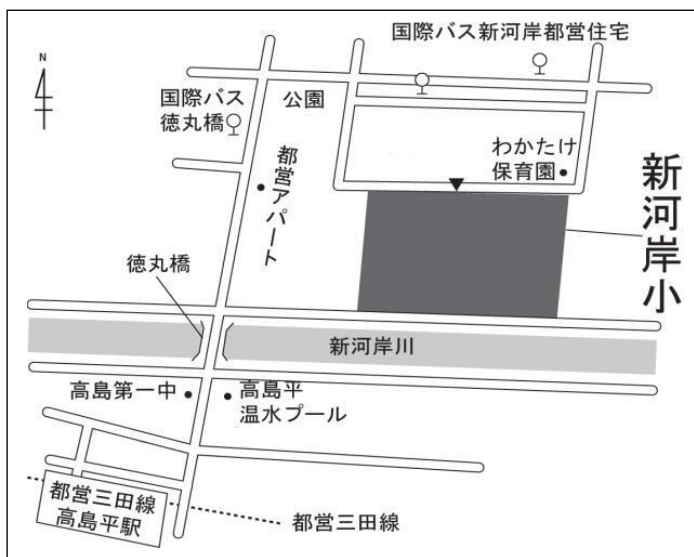 国際バス新河岸都営住宅
N
国際バス
徳丸橋
公園
わかたけ
保育園
都営アパート
新河岸小
徳丸橋
新河岸川
高島第一中
高島平
温水プール
都営三田線
高島平駅
都営三田線